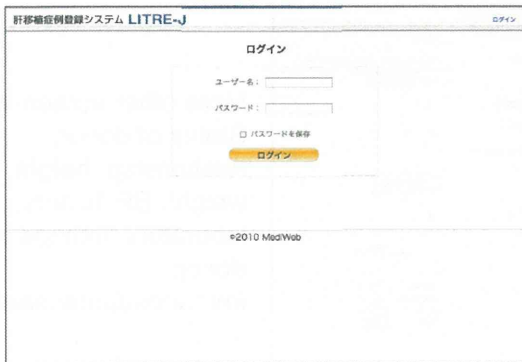 肝移植症例登録システム LITRE-J
ログイン
ログイン
ユーザー名：
パスワード：
パスワードを保存
ログイン
©2010 MediWeb